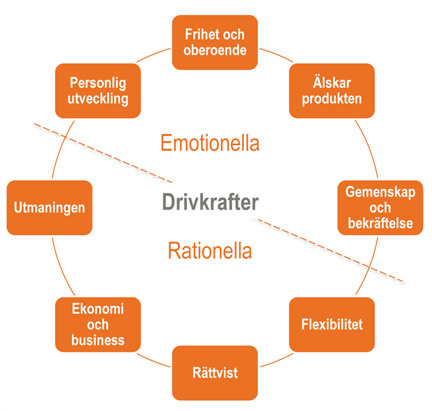 Frihet och
oberoende
Personlig
utveckling
Älskar
produkten
Emotionella
Utmaningen
Drivkrafter
Gemenskap
och
bekräftelse
Rationella
Ekonomi
och
business
Flexibilitet
Rättvist